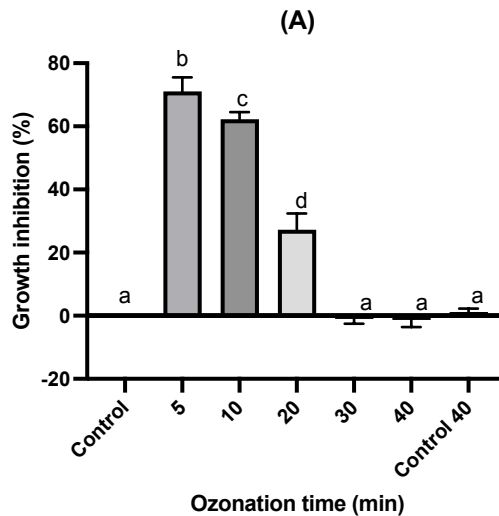 (A)
Growth inhibition (%)
80
60
40
20
0
-20
a
b
c
d
a
a
a
Control
5
10
20
30
40
Control 40
Ozonation time (min)